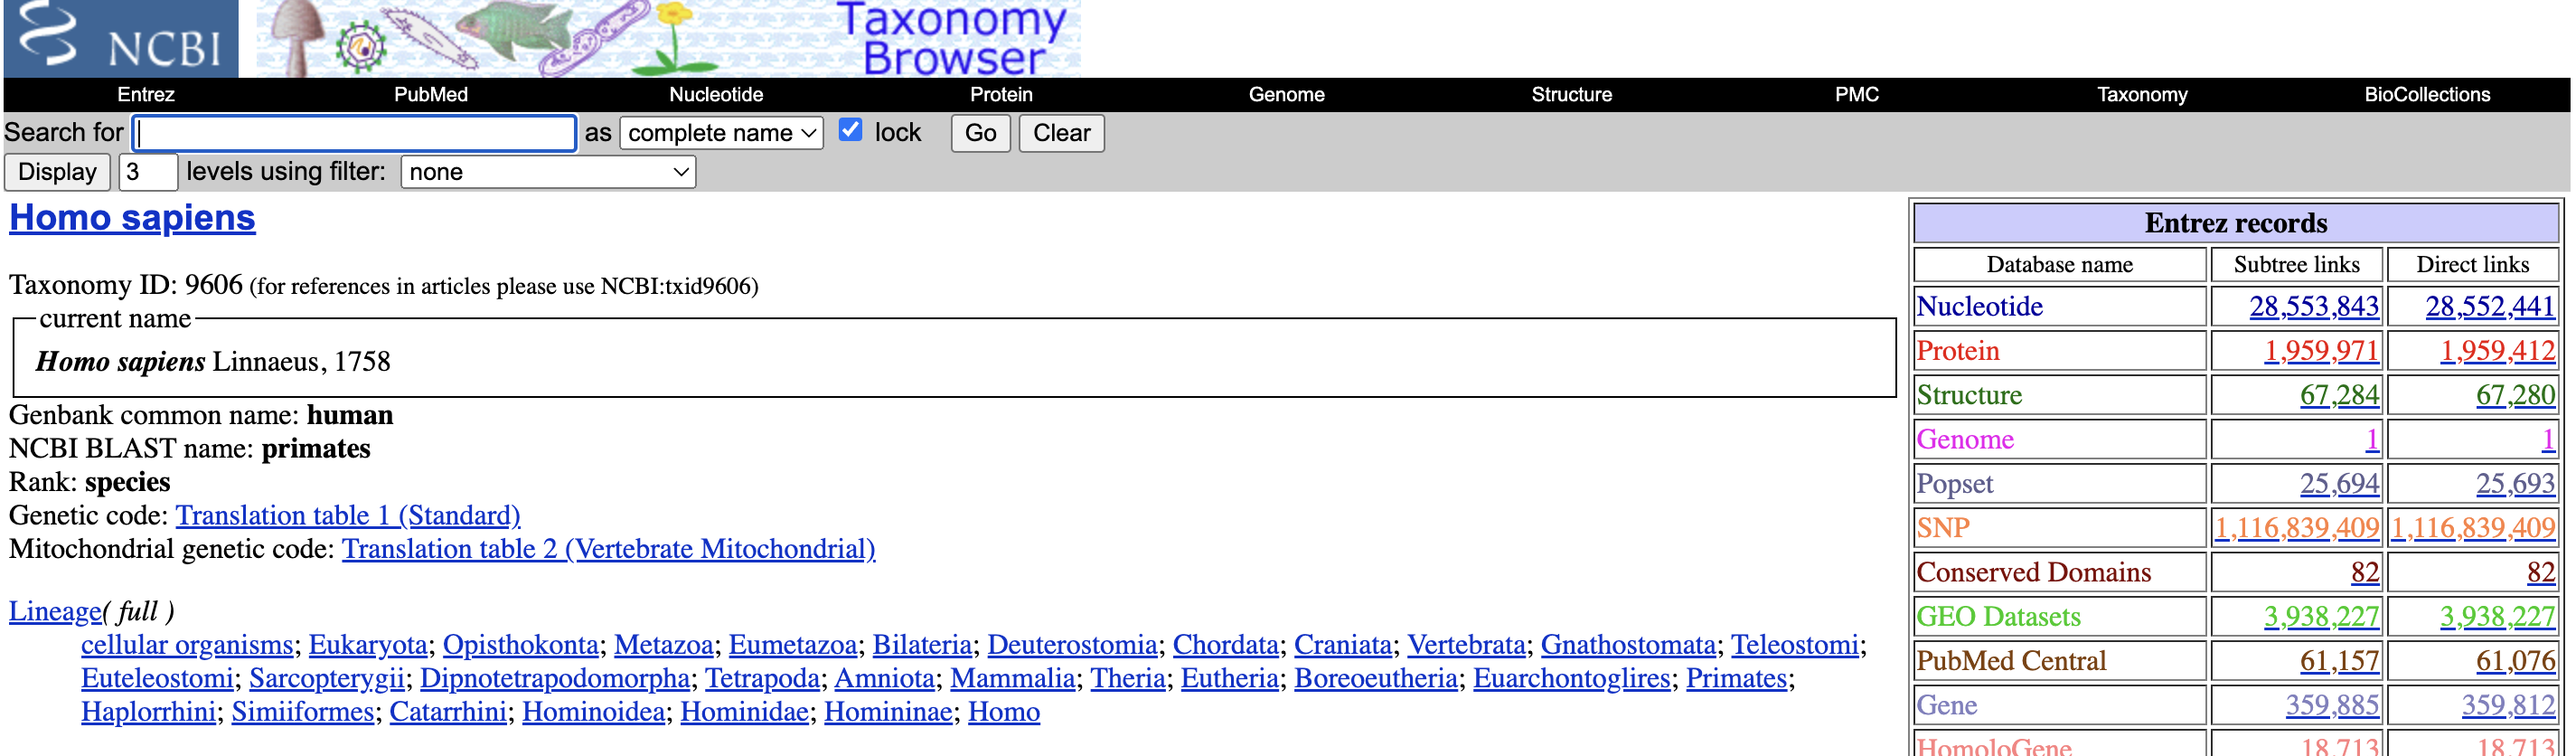 NCBI
Taxonomy
Browser
Entrez PubMed Nucleotide Protein Genome Structure PMC Taxonomy BioCollections
Search for as complete name lock Go Clear
Display 3 levels using filter: none
Homo sapiens
Taxonomy ID: 9606 (for references in articles please use NCBI:txid9606)
current name
Homo sapiens Linnaeus, 1758
Genbank common name: human
NCBI BLAST name: primates
Rank: species
Genetic code: Translation table 1 (Standard)
Mitochondrial genetic code: Translation table 2 (Vertebrate Mitochondrial)
Lineage( full )
cellular organisms; Eukaryota; Opisthokonta; Metazoa; Eumetazoa; Bilateria; Deuterostomia; Chordata; Craniata; Vertebrata; Gnathostomata; Teleostomi;
Euteleostomi; Sarcopterygii; Dipnotetrapodomorpha; Tetrapoda; Amniota; Mammalia; Theria; Eutheria; Boreoeutheria; Euarchontoglires; Primates;
Haplorrhini; Simiiformes; Catarrhini; Hominoidea; Hominidae; Homininae; Homo
Entrez records
Database name Subtree links Direct links
Nucleotide 28,553,843 28,552,441
Protein 1,959,971 1,959,412
Structure 67,284 67,280
Genome 1 1
Popset 25,694 25,693
SNP 1,116,839,409 1,116,839,409
Conserved Domains 82 82
GEO Datasets 3,938,227 3,938,227
PubMed Central 61,157 61,076
Gene 359,885 359,812
HomoloGene 18,713 18,713